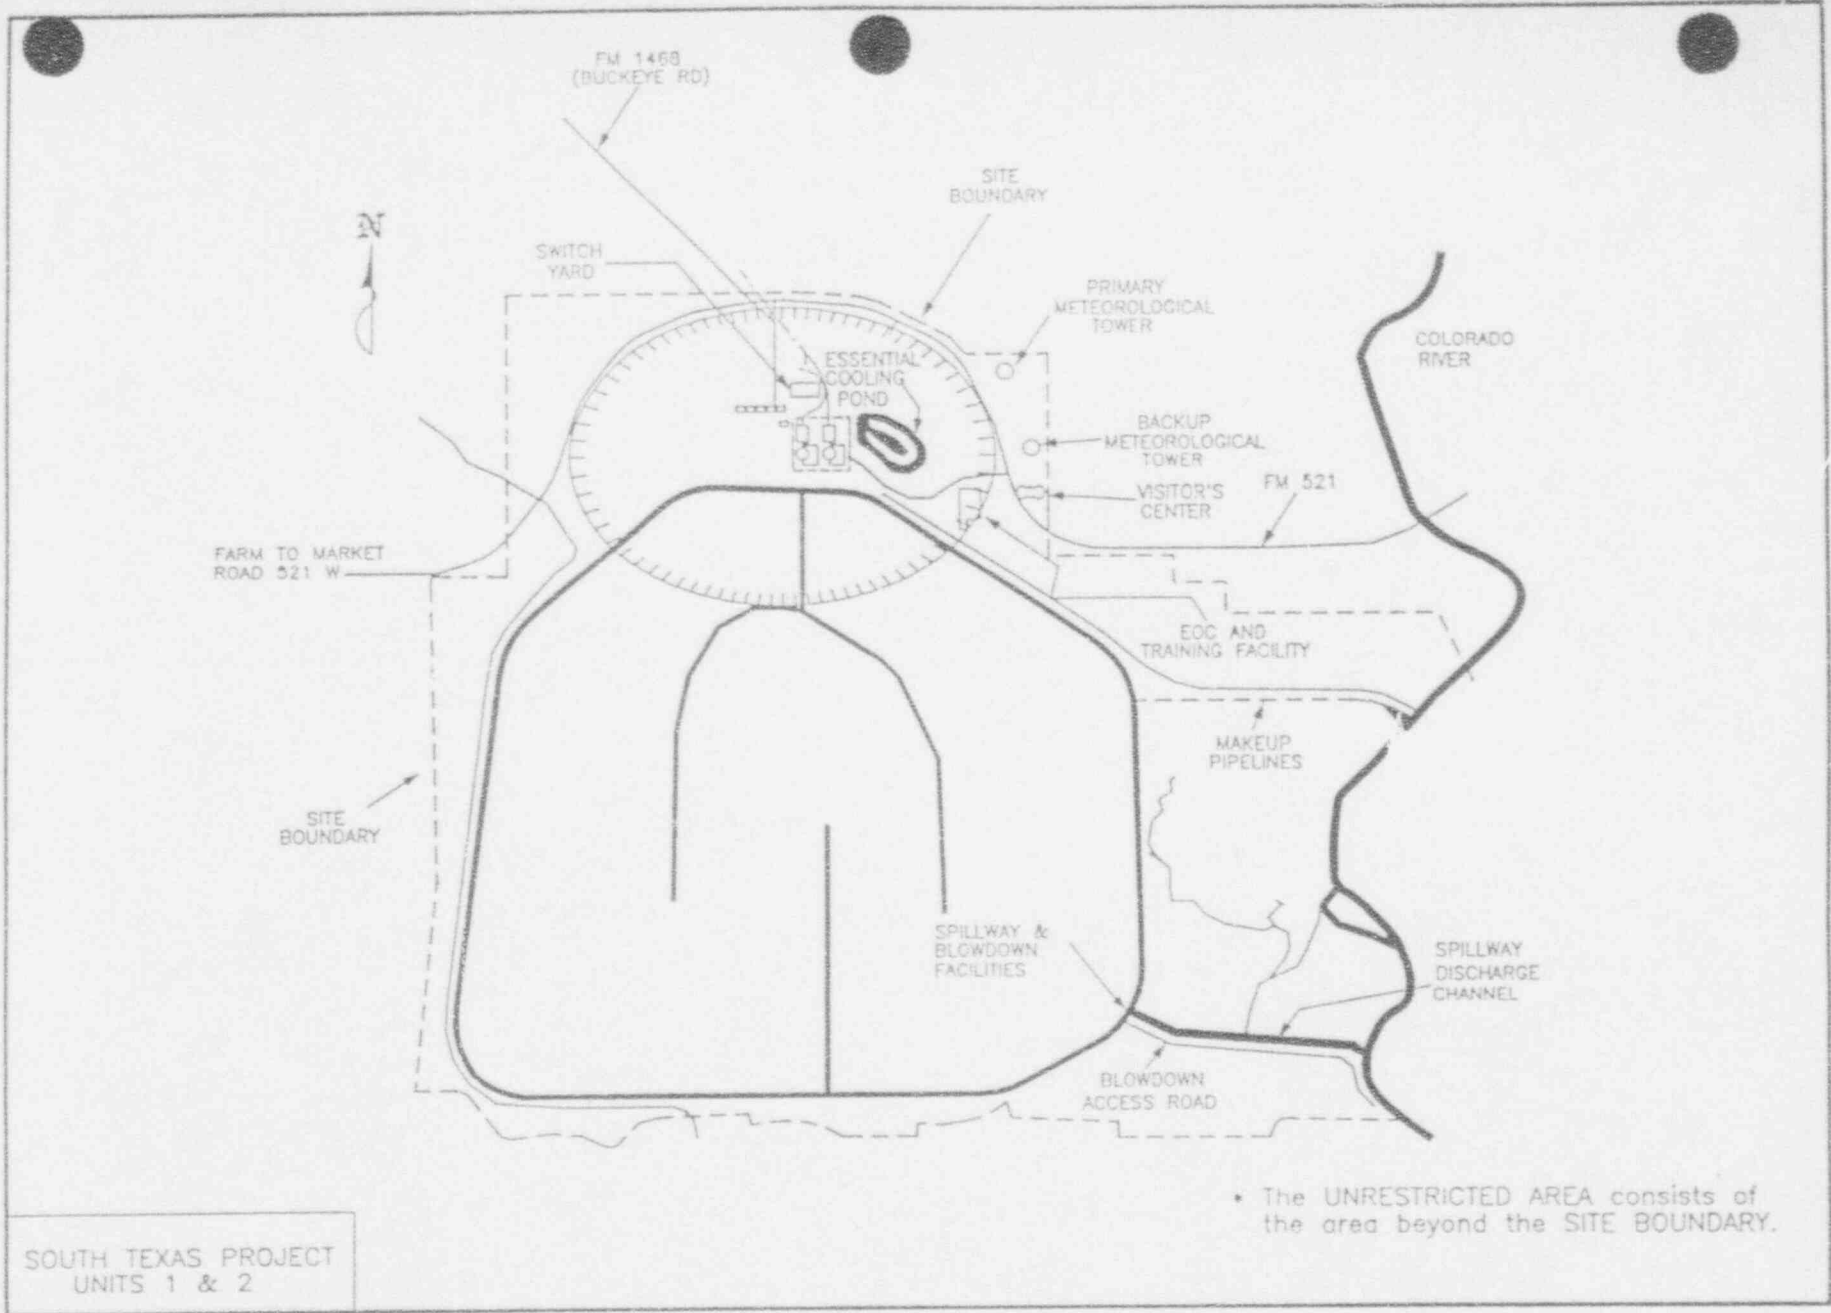 FM 1468
(BUCKEYE RD)
SITE
BOUNDARY
N
SWITCH
YARD
PRIMARY
METEOROLOGICAL
TOWER
COLORADO
RIVER
ESSENTIAL
COOLING
POND
BACKUP
METEOROLOGICAL
TOWER
FM 521
VISITOR'S
CENTER
FARM TO MARKET
ROAD 521 W
EOC AND
TRAINING FACILITY
MAKEUP
PIPELINES
SITE
BOUNDARY
SPILLWAY &
BLOWDOWN
FACILITIES
SPILLWAY
DISCHARGE
CHANNEL
BLOWDOWN
ACCESS ROAD
• The UNRESTRICTED AREA consists of
the area beyond the SITE BOUNDARY.
SOUTH TEXAS PROJECT
UNITS 1 & 2